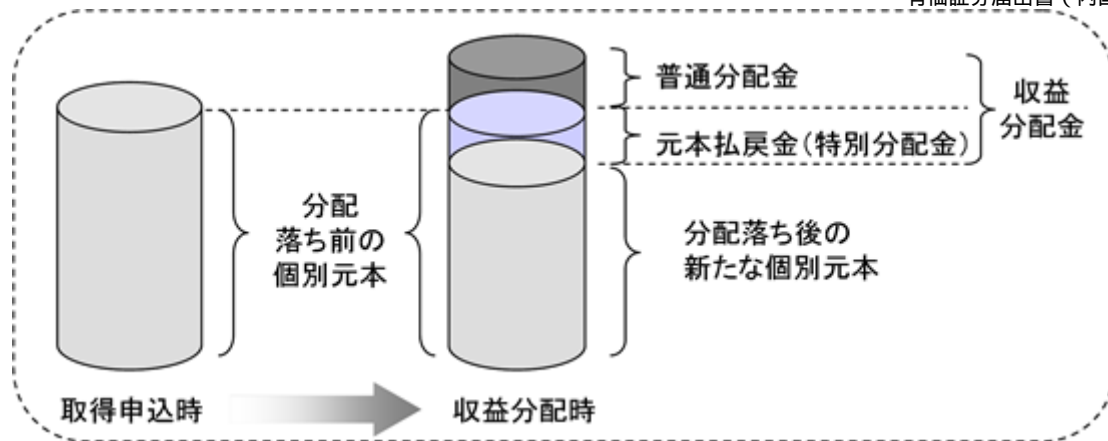 普通分配金
元本払戻金(特別分配金)
収益
分配金
分配
落ち前の
個別元本
分配落ち後の
新たな個別元本
取得申込時
収益分配時